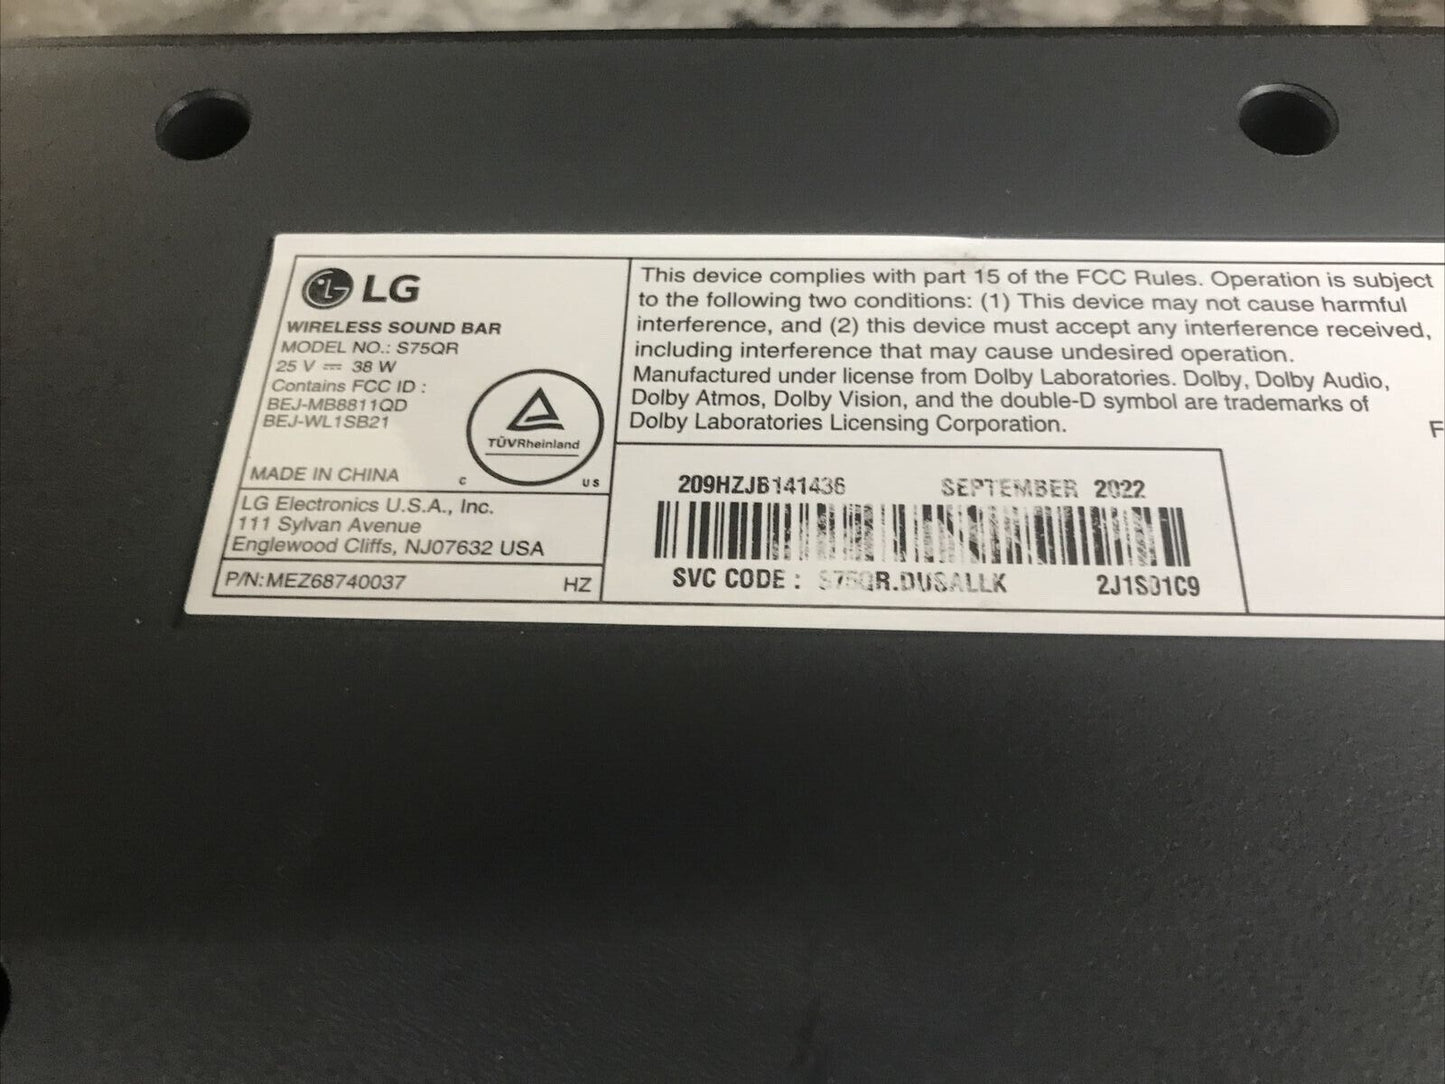 LG
WIRELESS SOUND BAR
MODEL NO.: S75QR
25 V ⎓ 38 W
Contains FCC ID :
BEJ-MB8811QD
BEJ-WL1SB21
TÜVRheinland
C US
MADE IN CHINA
LG Electronics U.S.A., Inc.
111 Sylvan Avenue
Englewood Cliffs, NJ07632 USA
P/N:MEZ68740037 HZ
This device complies with part 15 of the FCC Rules. Operation is subject
to the following two conditions: (1) This device may not cause harmful
interference, and (2) this device must accept any interference received,
including interference that may cause undesired operation.
Manufactured under license from Dolby Laboratories. Dolby, Dolby Audio,
Dolby Atmos, Dolby Vision, and the double-D symbol are trademarks of
Dolby Laboratories Licensing Corporation.
F
209HZJB141436 SEPTEMBER 2022
SVC CODE : S75QR.DUSALLK 2J1S01C9